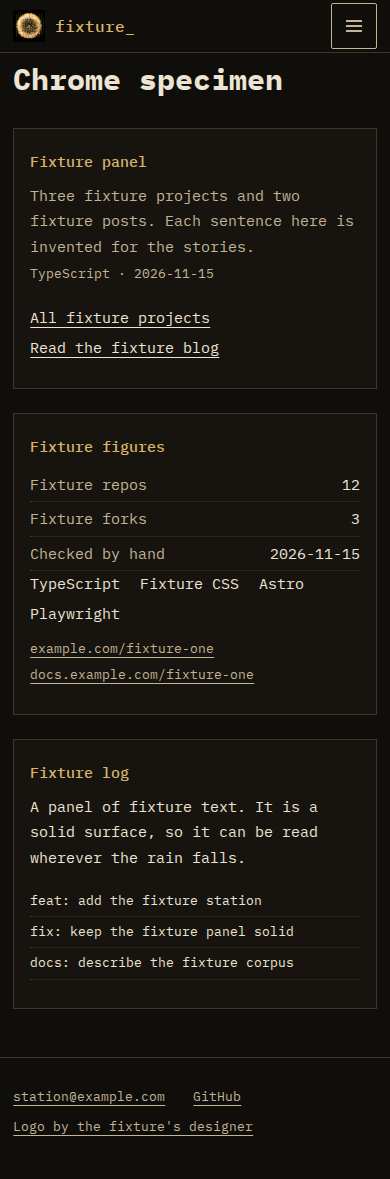 fixture_
Chrome specimen
Fixture panel
Three fixture projects and two
fixture posts. Each sentence here is
invented for the stories.
TypeScript · 2026-11-15
All fixture projects
Read the fixture blog
Fixture figures
Fixture repos 12
Fixture forks 3
Checked by hand 2026-11-15
TypeScript Fixture CSS Astro
Playwright
example.com/fixture-one
docs.example.com/fixture-one
Fixture log
A panel of fixture text. It is a
solid surface, so it can be read
wherever the rain falls.
feat: add the fixture station
fix: keep the fixture panel solid
docs: describe the fixture corpus
station@example.com GitHub
Logo by the fixture's designer